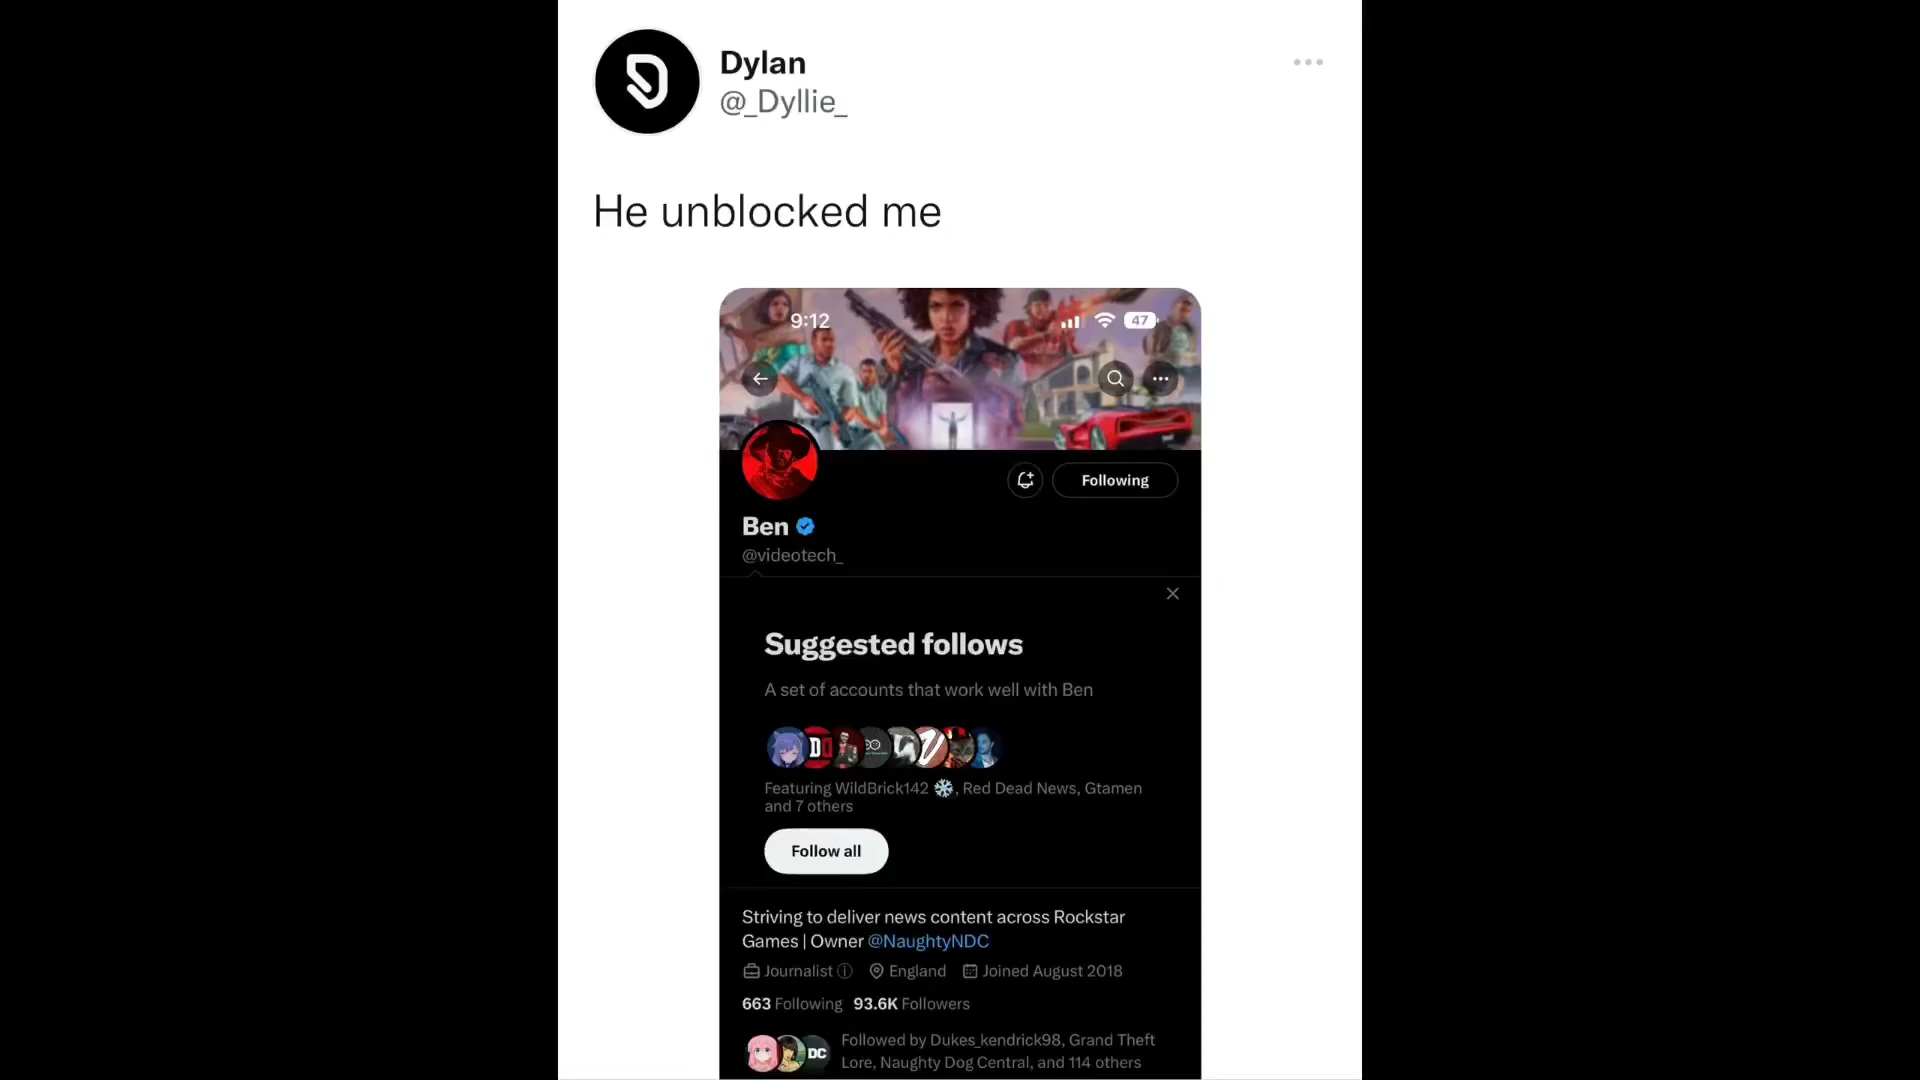 Dylan
@_Dyllie_
He unblocked me
9:12
47
Following
Ben
@videotech_
Suggested follows
A set of accounts that work well with Ben
Featuring WildBrick142 ❄, Red Dead News, Gtamen
and 7 others
Follow all
Striving to deliver news content across Rockstar
Games | Owner @NaughtyNDC
Journalist England Joined August 2018
663 Following 93.6K Followers
DC
Followed by Dukes_kendrick98, Grand Theft
Lore, Naughty Dog Central, and 114 others